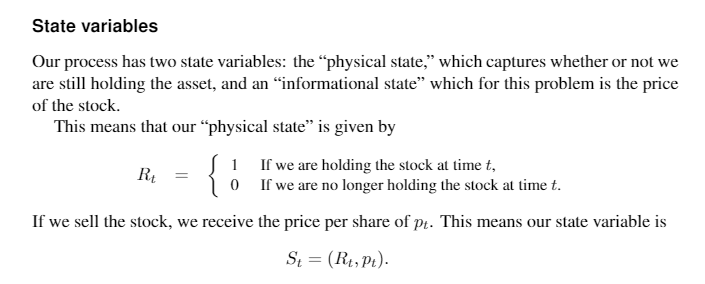 State variables
Our process has two state variables: the “physical state,” which captures whether or not we
are still holding the asset, and an “informational state” which for this problem is the price
of the stock.
This means that our “physical state” is given by
R_t = { 1 If we are holding the stock at time t,
0 If we are no longer holding the stock at time t.
If we sell the stock, we receive the price per share of p_t. This means our state variable is
S_t = (R_t, p_t).